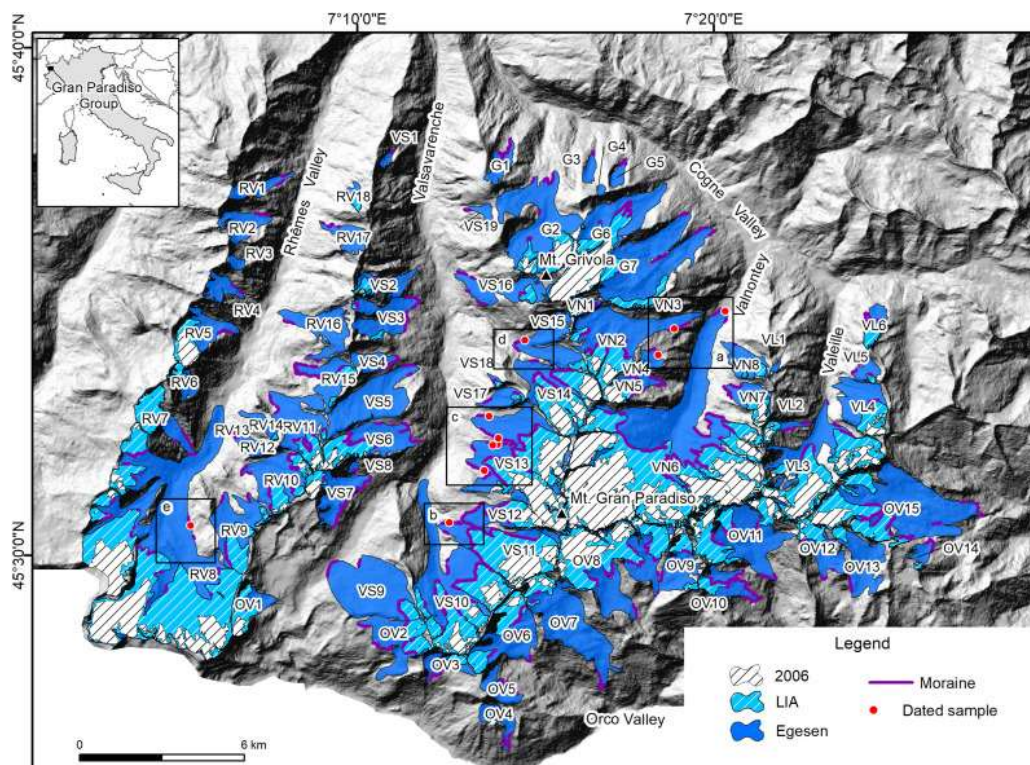 7°10'0"E
7°20'0"E
45°40'0"N
45°30'0"N
Gran Paradiso
Group
Rhêmes Valley
Valsavarenche
Cogne Valley
Valnontey
Valeille
Orco Valley
Mt. Grivola
Mt. Gran Paradiso
VS1
G1
G3
G4
G5
RV1
RV18
RV2
RV17
VS19
G2
G6
RV3
G7
VS2
VS16
RV4
VN1
VN3
RV5
RV16
VS3
VS15
d
VN2
a
VL1
VL6
VS18
VN4
VN8
VL5
RV6
RV15
VS4
VS17
VS14
VN5
VN7
VL2
VL4
RV7
VS5
c
RV13
RV14
RV11
RV12
VS6
VS13
VN6
VL3
RV10
VS8
VS7
e
b
VS12
OV15
RV9
VS11
OV8
OV11
OV12
OV14
RV8
OV9
OV13
OV1
VS9
VS10
OV10
OV2
OV6
OV7
OV3
OV5
OV4
Legend
2006
LIA
Egesen
Moraine
Dated sample
0
6 km